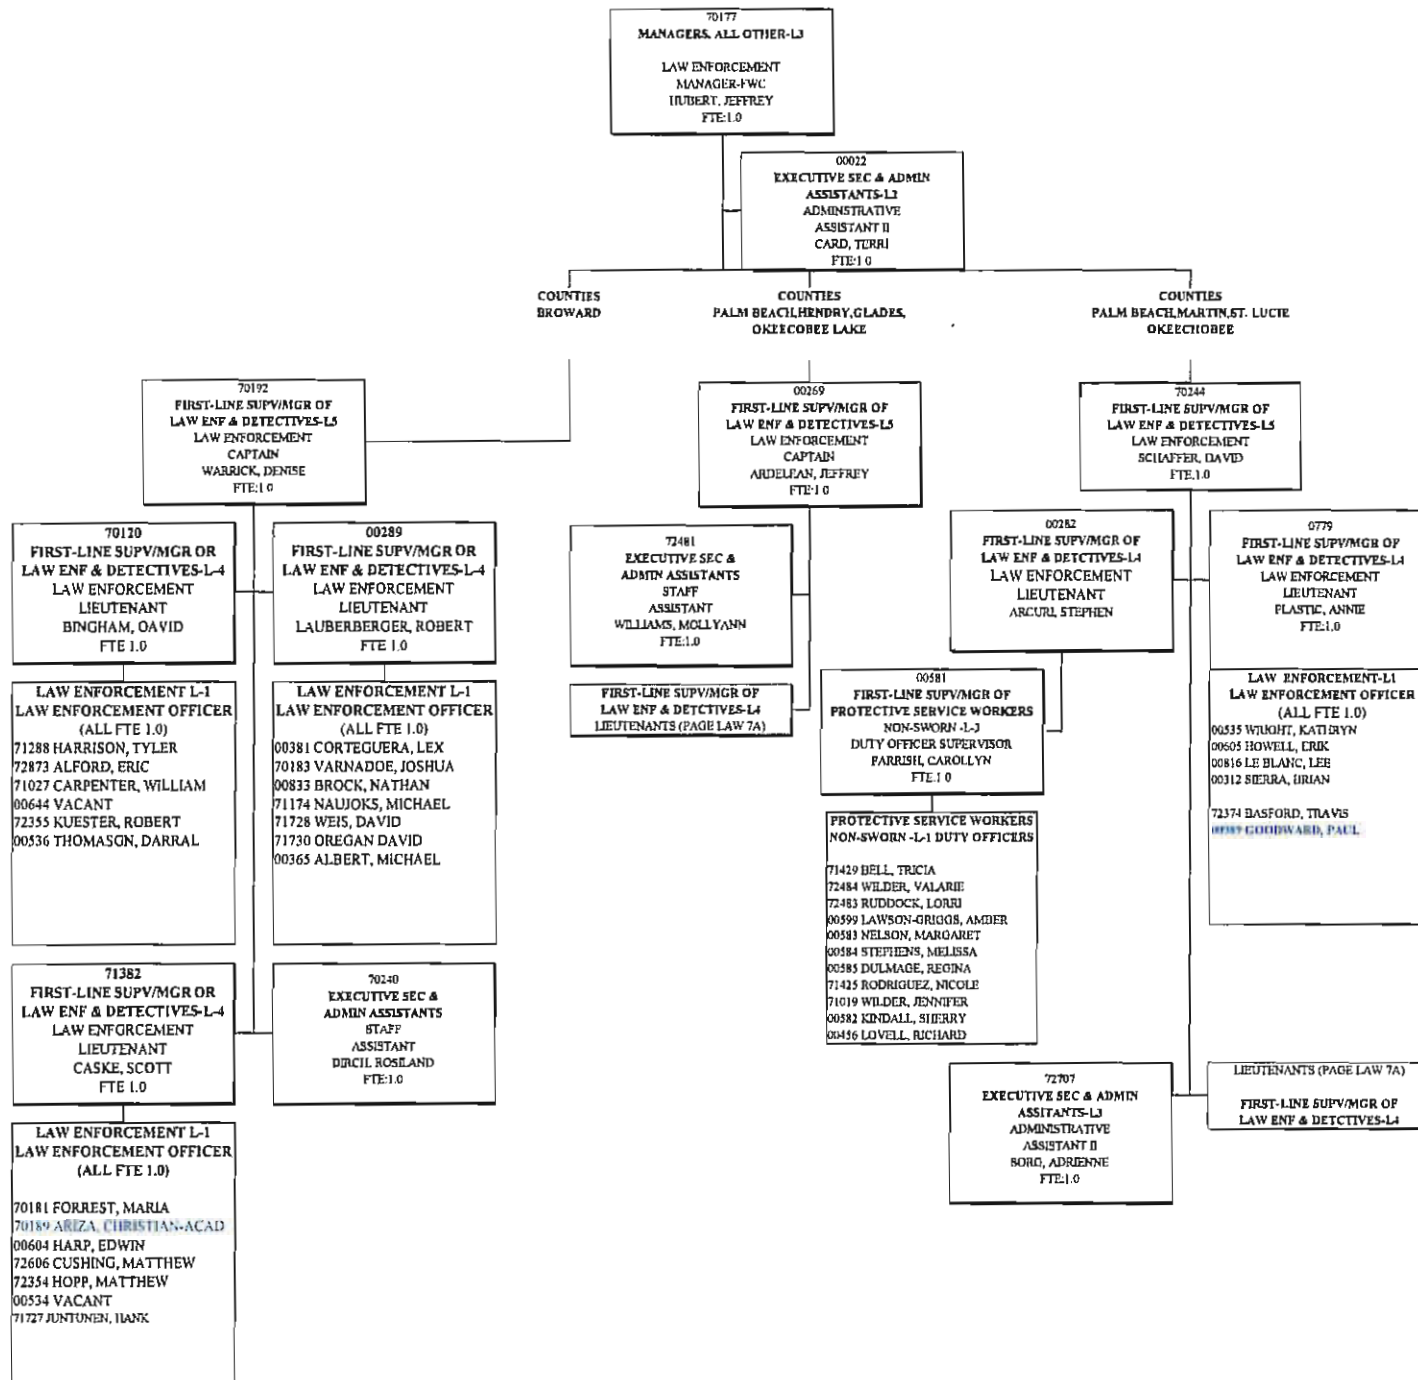 70177
MANAGERS, ALL OTHER-L3
LAW ENFORCEMENT
MANAGER-FWC
HUBERT, JEFFREY
FTE:1.0
00022
EXECUTIVE SEC & ADMIN
ASSISTANTS-L2
ADMINSTRATIVE
ASSISTANT II
CARD, TERRI
FTE:1.0
COUNTIES
BROWARD
COUNTIES
PALM BEACH,HENDRY,GLADES,
OKEECOBEE LAKE
COUNTIES
PALM BEACH,MARTIN,ST. LUCIE
OKEECHOBEE
70192
FIRST-LINE SUPV/MGR OF
LAW ENF & DETECTIVES-L5
LAW ENFORCEMENT
CAPTAIN
WARRICK, DENISE
FTE:1.0
00269
FIRST-LINE SUPV/MGR OF
LAW ENF & DETECTIVES-L5
LAW ENFORCEMENT
CAPTAIN
ARDELEAN, JEFFREY
FTE:1.0
70244
FIRST-LINE SUPV/MGR OF
LAW ENF & DETECTIVES-L5
LAW ENFORCEMENT
SCHAFFER, DAVID
FTE.1.0
70120
FIRST-LINE SUPV/MGR OR
LAW ENF & DETECTIVES-L-4
LAW ENFORCEMENT
LIEUTENANT
BINGHAM, DAVID
FTE 1.0
00289
FIRST-LINE SUPV/MGR OR
LAW ENF & DETECTIVES-L-4
LAW ENFORCEMENT
LIEUTENANT
LAUBERBERGER, ROBERT
FTE 1.0
72481
EXECUTIVE SEC &
ADMIN ASSISTANTS
STAFF
ASSISTANT
WILLIAMS, MOLLYANN
FTE:1.0
00282
FIRST-LINE SUPV/MGR OF
LAW ENF & DETCTIVES-L4
LAW ENFORCEMENT
LIEUTENANT
ARCURI, STEPHEN
0779
FIRST-LINE SUPV/MGR OF
LAW ENF & DETCTIVES-L4
LAW ENFORCEMENT
LIEUTENANT
PLASTIC, ANNIE
FTE:1.0
LAW ENFORCEMENT L-1
LAW ENFORCEMENT OFFICER
(ALL FTE 1.0)
71288 HARRISON, TYLER
72873 ALFORD, ERIC
71027 CARPENTER, WILLIAM
00644 VACANT
72355 KUESTER, ROBERT
00536 THOMASON, DARRAL
LAW ENFORCEMENT L-1
LAW ENFORCEMENT OFFICER
(ALL FTE 1.0)
00381 CORTEGUERA, LEX
70183 VARNADOE, JOSHUA
00833 BROCK, NATHAN
71174 NAUJOKS, MICHAEL
71728 WEIS, DAVID
71730 OREGAN DAVID
00365 ALBERT, MICHAEL
FIRST-LINE SUPV/MGR OF
LAW ENF & DETCTIVES-L4
LIEUTENANTS (PAGE LAW 7A)
00581
FIRST-LINE SUPV/MGR OF
PROTECTIVE SERVICE WORKERS
NON-SWORN -L-3
DUTY OFFICER SUPERVISOR
PARRISH, CAROLLYN
FTE.1.0
LAW ENFORCEMENT-L1
LAW ENFORCEMENT OFFICER
(ALL FTE 1.0)
00535 WRIGHT, KATHRYN
00605 HOWELL, ERIK
00816 LE BLANC, LEE
00312 SIERRA, BRIAN
72374 BASFORD, TRAVIS
00389 GOODWARD, PAUL
PROTECTIVE SERVICE WORKERS
NON-SWORN -L-1 DUTY OFFICERS
71429 BELL, TRICIA
72484 WILDER, VALARIE
72483 RUDDOCK, LORRI
00599 LAWSON-GRIGGS, AMBER
00583 NELSON, MARGARET
00584 STEPHENS, MELISSA
00585 DULMAGE, REGINA
71425 RODRIGUEZ, NICOLE
71019 WILDER, JENNIFER
00582 KINDALL, SHERRY
00456 LOVELL, RICHARD
71382
FIRST-LINE SUPV/MGR OR
LAW ENF & DETECTIVES-L-4
LAW ENFORCEMENT
LIEUTENANT
CASKE, SCOTT
FTE 1.0
70240
EXECUTIVE SEC &
ADMIN ASSISTANTS
STAFF
ASSISTANT
BIRCH, ROSILAND
FTE:1.0
72707
EXECUTIVE SEC & ADMIN
ASSITANTS-L3
ADMINISTRATIVE
ASSISTANT II
BORG, ADRIENNE
FTE:1.0
LIEUTENANTS (PAGE LAW 7A)
FIRST-LINE SUPV/MGR OF
LAW ENF & DETCTIVES-L4
LAW ENFORCEMENT L-1
LAW ENFORCEMENT OFFICER
(ALL FTE 1.0)
70181 FORREST, MARIA
70189 ARIZA, CHRISTIAN-ACAD
00604 HARP, EDWIN
72606 CUSHING, MATTHEW
72354 HOPP, MATTHEW
00534 VACANT
71727 JUNTUNEN, HANK